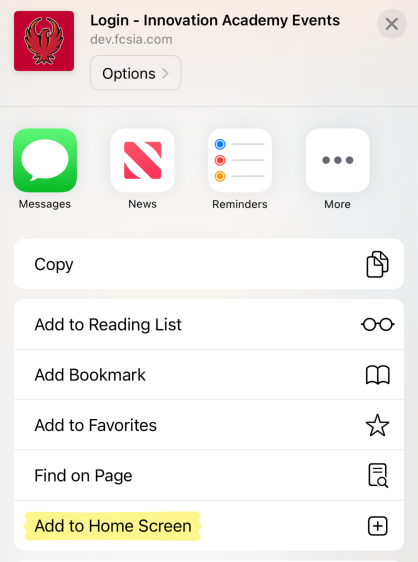 Login - Innovation Academy Events
dev.fcsia.com
Options
Messages
News
Reminders
More
Copy
Add to Reading List
Add Bookmark
Add to Favorites
Find on Page
Add to Home Screen